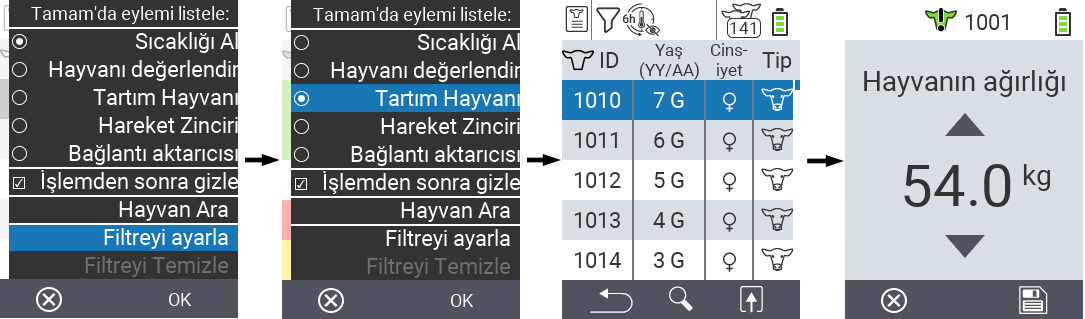 Tamam'da eylemi listele:
Sıcaklığı Al
Hayvanı değerlendir
Tartım Hayvanı
Hareket Zinciri
Bağlantı aktarıcısı
İşlemden sonra gizle
Hayvan Ara
Filtreyi ayarla
Filtreyi Temizle
OK
Tamam'da eylemi listele:
Sıcaklığı Al
Hayvanı değerlendir
Tartım Hayvanı
Hareket Zinciri
Bağlantı aktarıcısı
İşlemden sonra gizle
Hayvan Ara
Filtreyi ayarla
Filtreyi Temizle
OK
6h 141
ID Yaş (YY/AA) Cins-iyet Tip
1010 7 G
1011 6 G
1012 5 G
1013 4 G
1014 3 G
1001
Hayvanın ağırlığı
54.0 kg